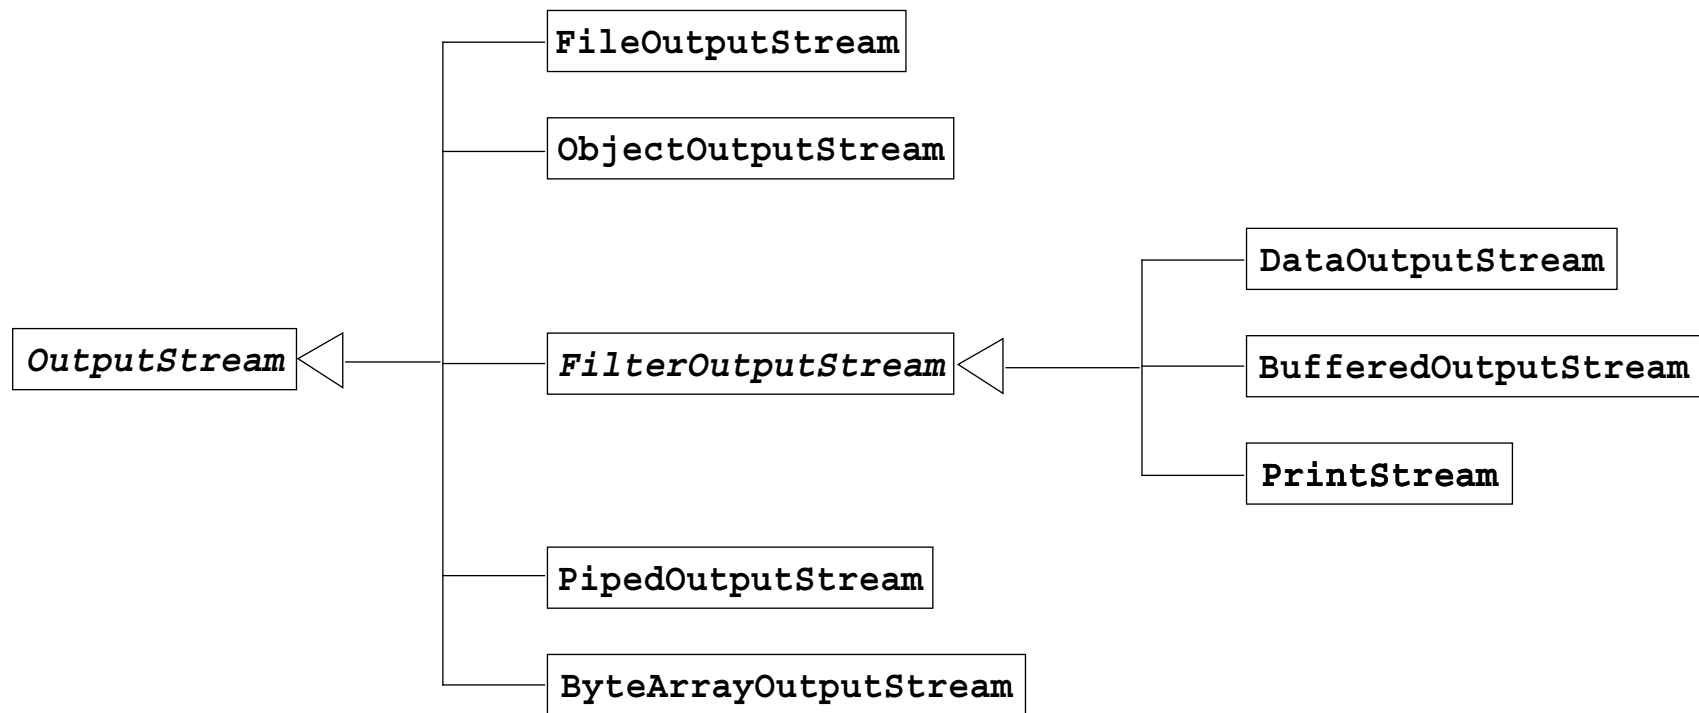 FileOutputStream
ObjectOutputStream
DataOutputStream
OutputStream
FilterOutputStream
BufferedOutputStream
PrintStream
PipedOutputStream
ByteArrayOutputStream